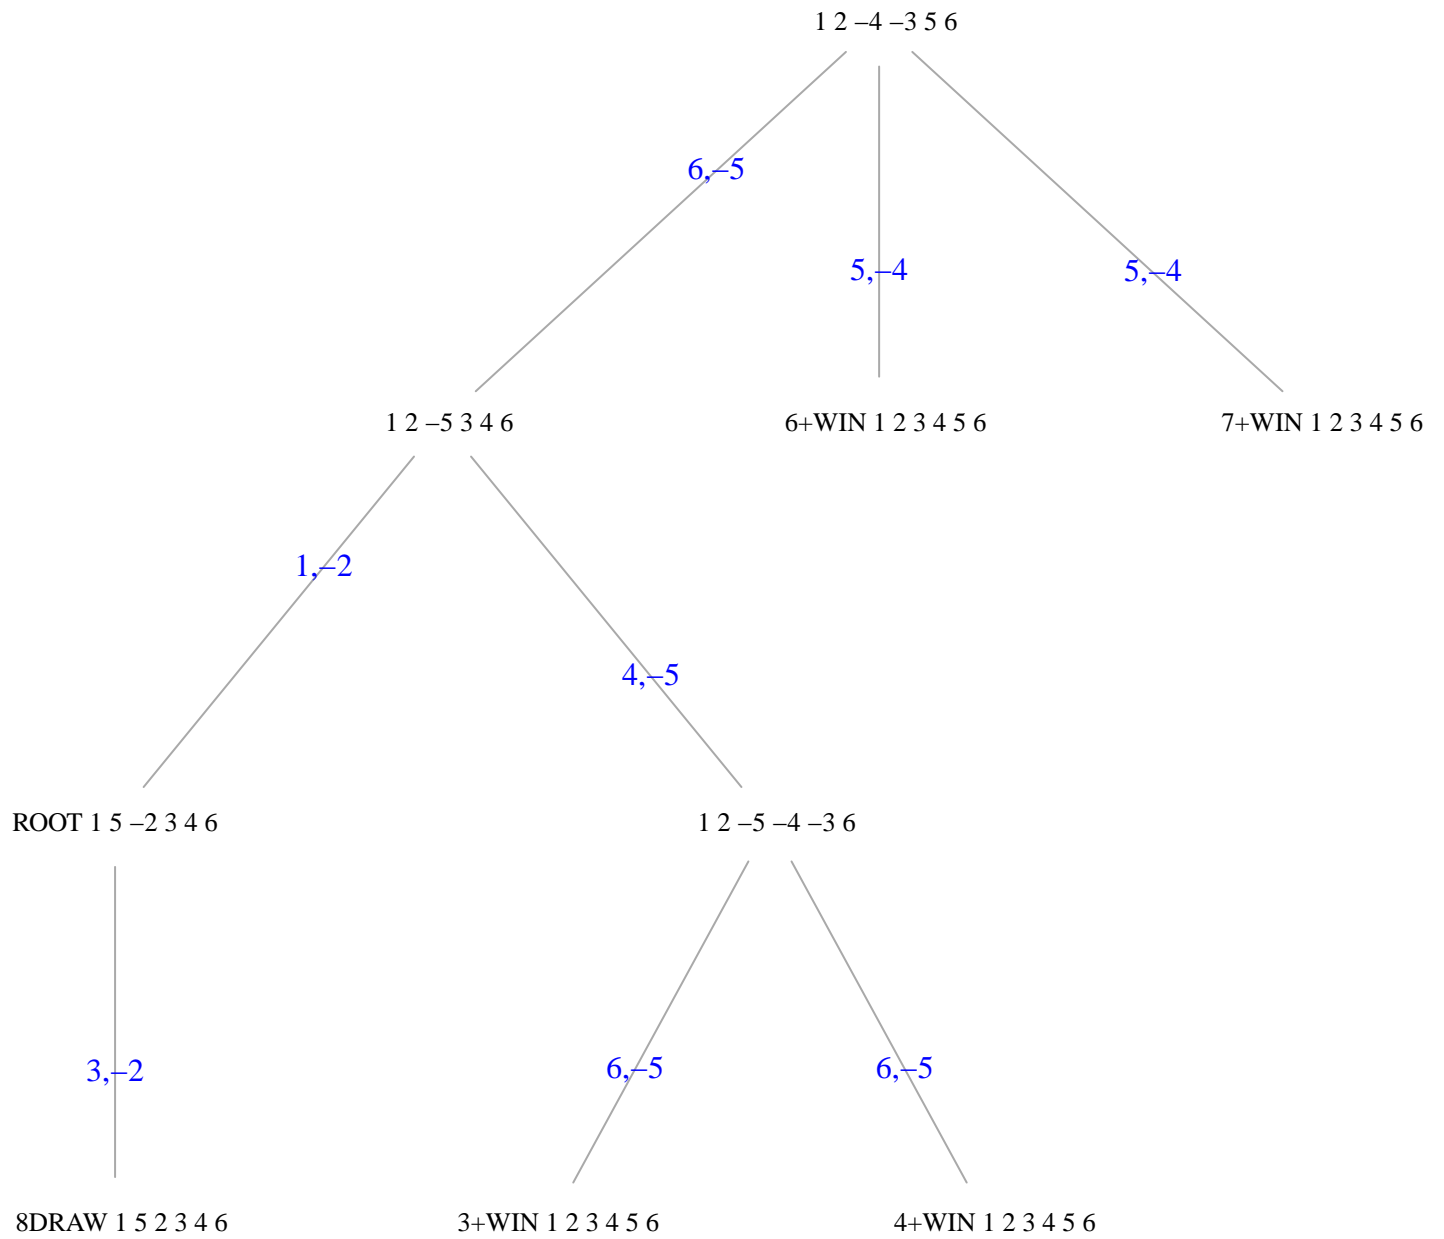 1 2 –4 –3 5 6
6,–5
5,–4
5,–4
1 2 –5 3 4 6
6+WIN 1 2 3 4 5 6
7+WIN 1 2 3 4 5 6
1,–2
4,–5
ROOT 1 5 –2 3 4 6
1 2 –5 –4 –3 6
3,–2
6,–5
6,–5
8DRAW 1 5 2 3 4 6
3+WIN 1 2 3 4 5 6
4+WIN 1 2 3 4 5 6